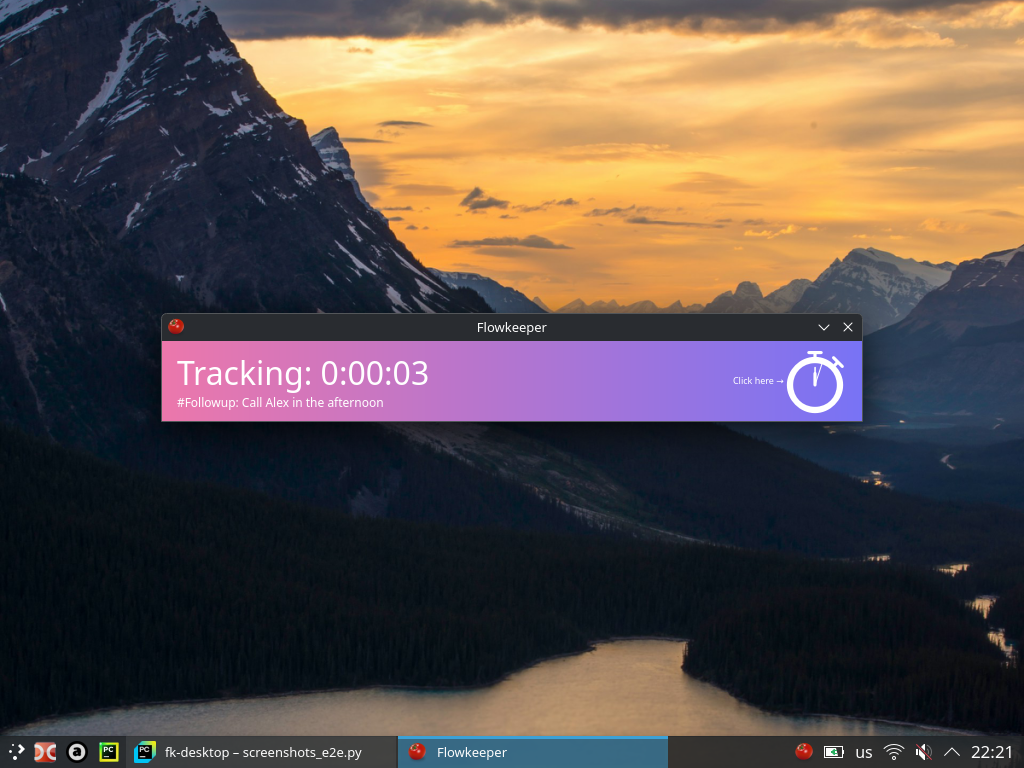 Flowkeeper
Tracking: 0:00:03
#Followup: Call Alex in the afternoon
Click here →
PC
PC
fk-desktop – screenshots_e2e.py
Flowkeeper
us
22:21